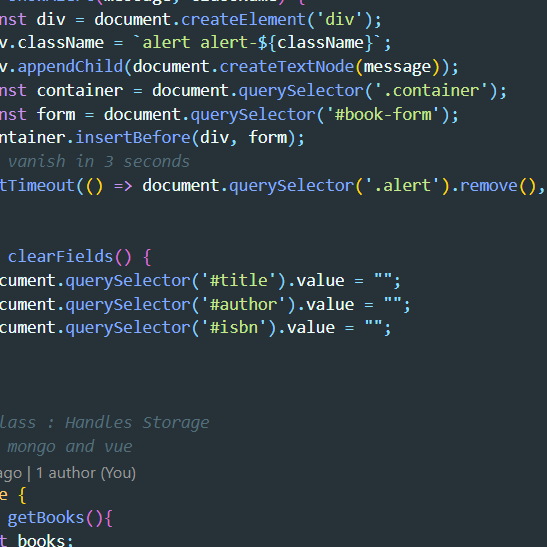 nst div = document.createElement('div');
v.className = `alert alert-${className}`;
v.appendChild(document.createTextNode(message));
nst container = document.querySelector('.container');
nst form = document.querySelector('#book-form');
ntainer.insertBefore(div, form);
vanish in 3 seconds
tTimeout(() => document.querySelector('.alert').remove(),
clearFields() {
cument.querySelector('#title').value = "";
cument.querySelector('#author').value = "";
cument.querySelector('#isbn').value = "";
lass : Handles Storage
mongo and vue
ago | 1 author (You)
e {
getBooks(){
t books;